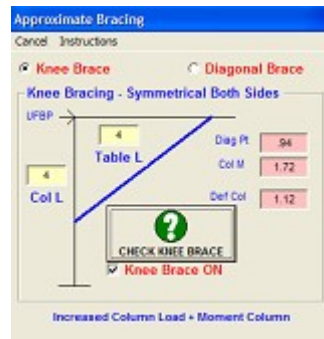 Approximate Bracing
Cancel Instructions
Knee Brace Diagonal Brace
Knee Bracing - Symmetrical Both Sides
UFBP
4
Table L
Diag Pt .94
4
Col M 1.72
Col L
Def Col 1.12
?
CHECK KNEE BRACE
Knee Brace ON
Increased Column Load + Moment Column